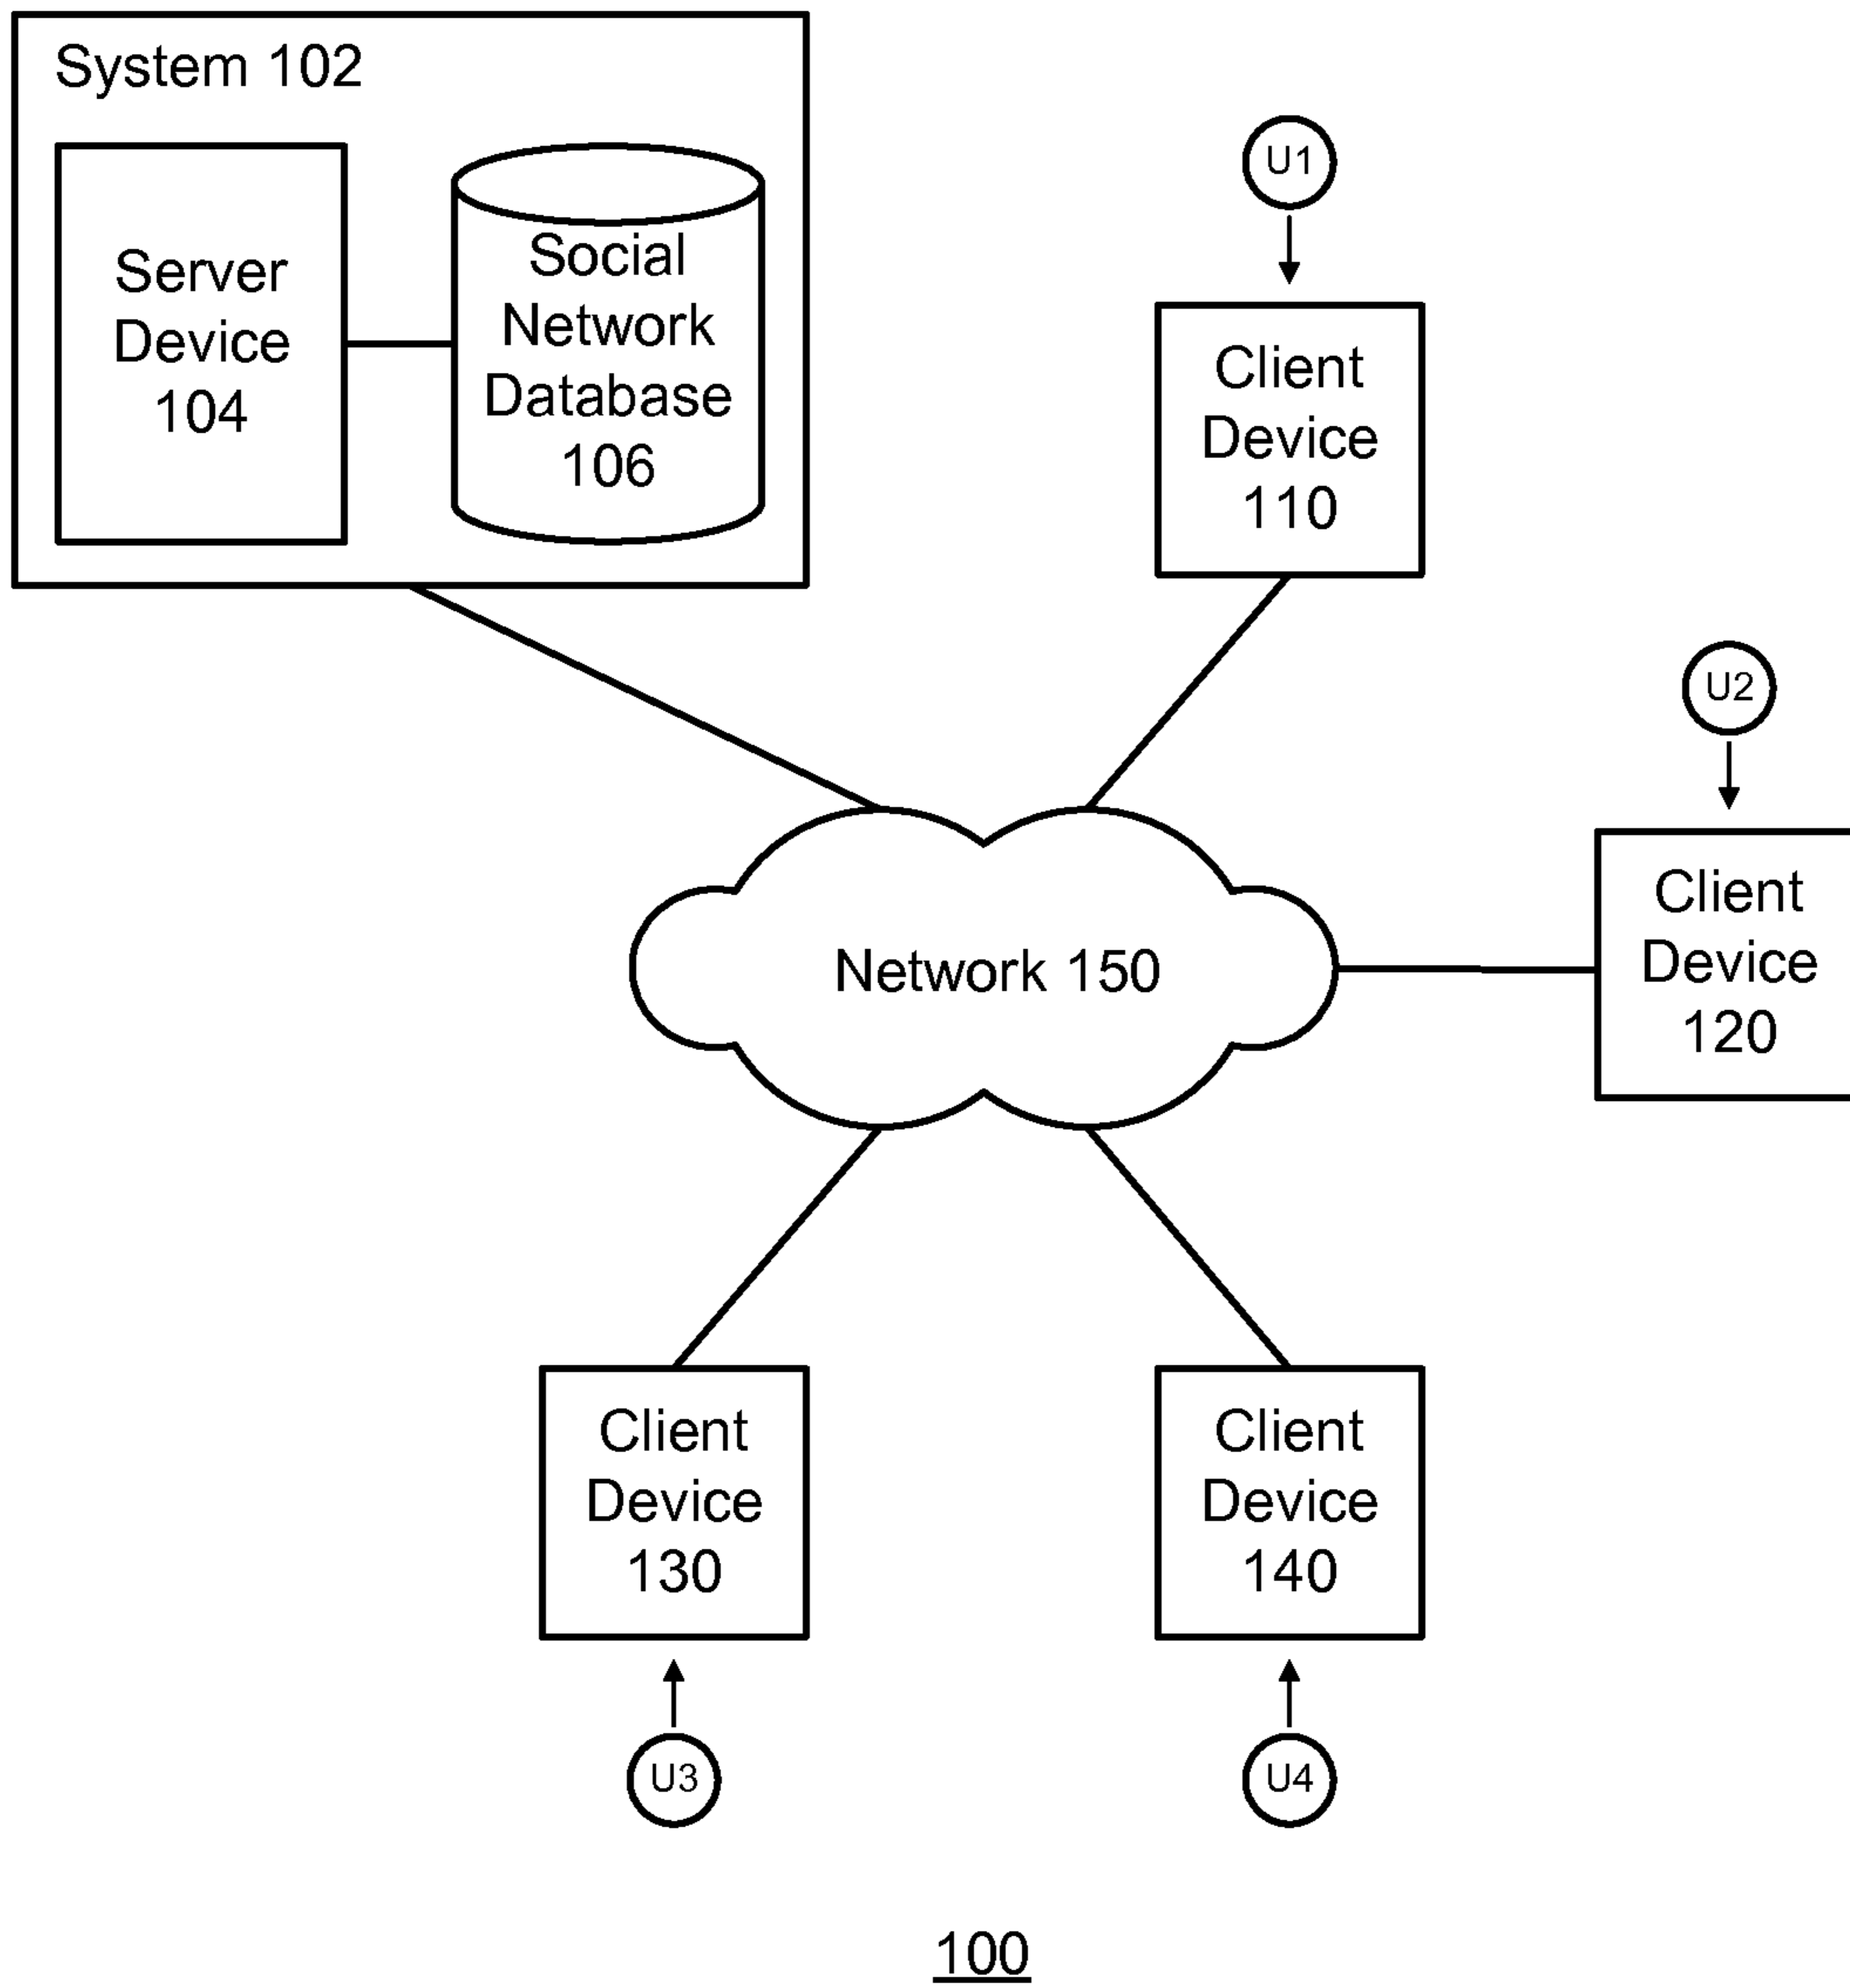 System 102
Server
Device
104
Social
Network
Database
106
U1
Client
Device
110
U2
Client
Device
120
Network 150
Client
Device
130
Client
Device
140
U3
U4
100